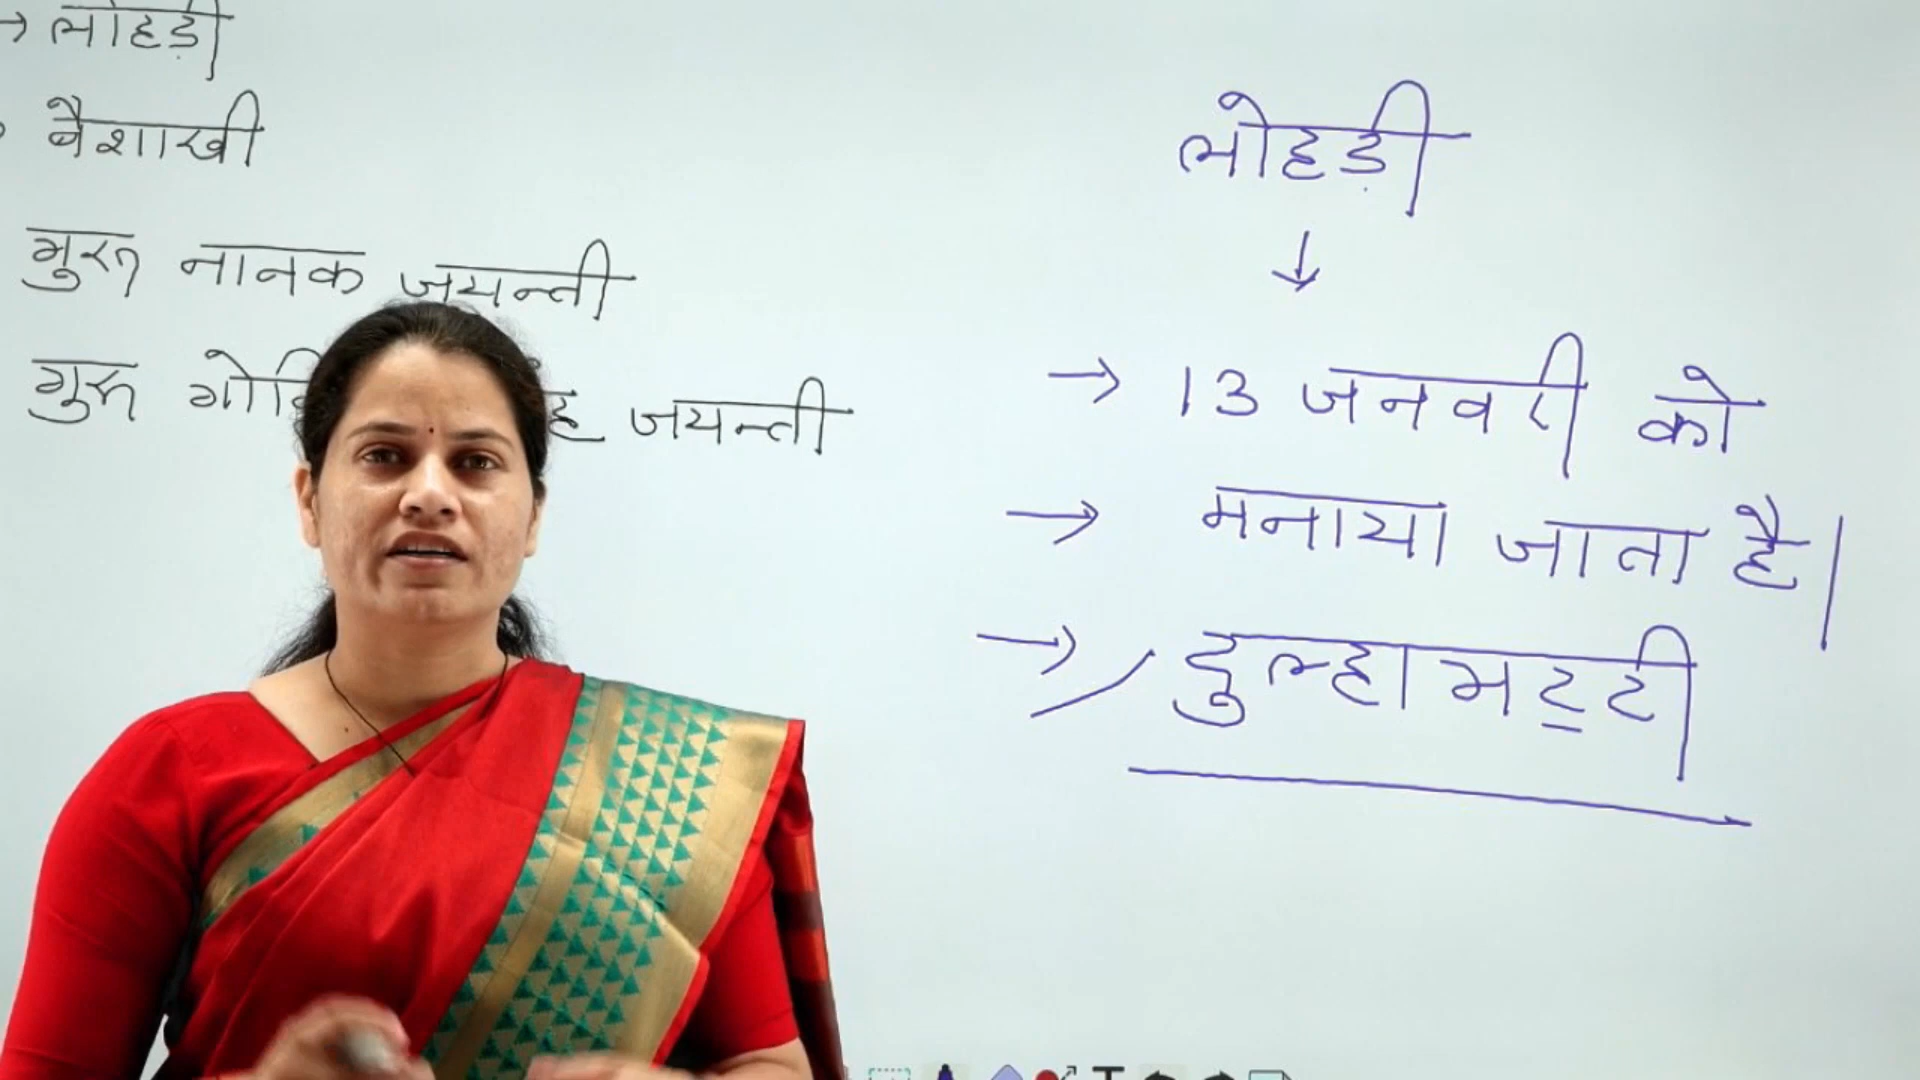 → लोहड़ी
बैशाखी
गुरु नानक जयन्ती
गुरु जयन्ती
लोहड़ी
↓
→ 13 जनवरी को
→ मनाया जाता है।
→ दुल्हाभट्टी